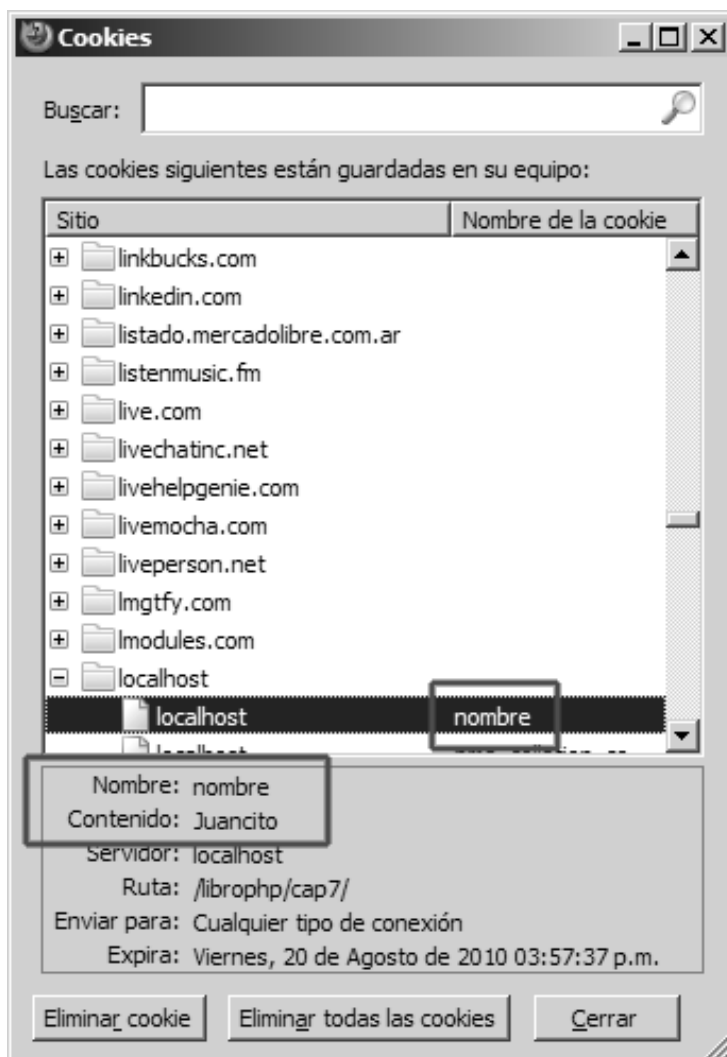 Cookies
Buscar:
Las cookies siguientes están guardadas en su equipo:
Sitio Nombre de la cookie
linkbucks.com
linkedin.com
listado.mercadolibre.com.ar
listenmusic.fm
live.com
livechatinc.net
livehelpgenie.com
livemocha.com
liveperson.net
lmgtfy.com
lmodules.com
localhost
localhost nombre
localhost
Nombre: nombre
Contenido: Juancito
Servidor: localhost
Ruta: /librophp/cap7/
Enviar para: Cualquier tipo de conexión
Expira: Viernes, 20 de Agosto de 2010 03:57:37 p.m.
Eliminar cookie Eliminar todas las cookies Cerrar